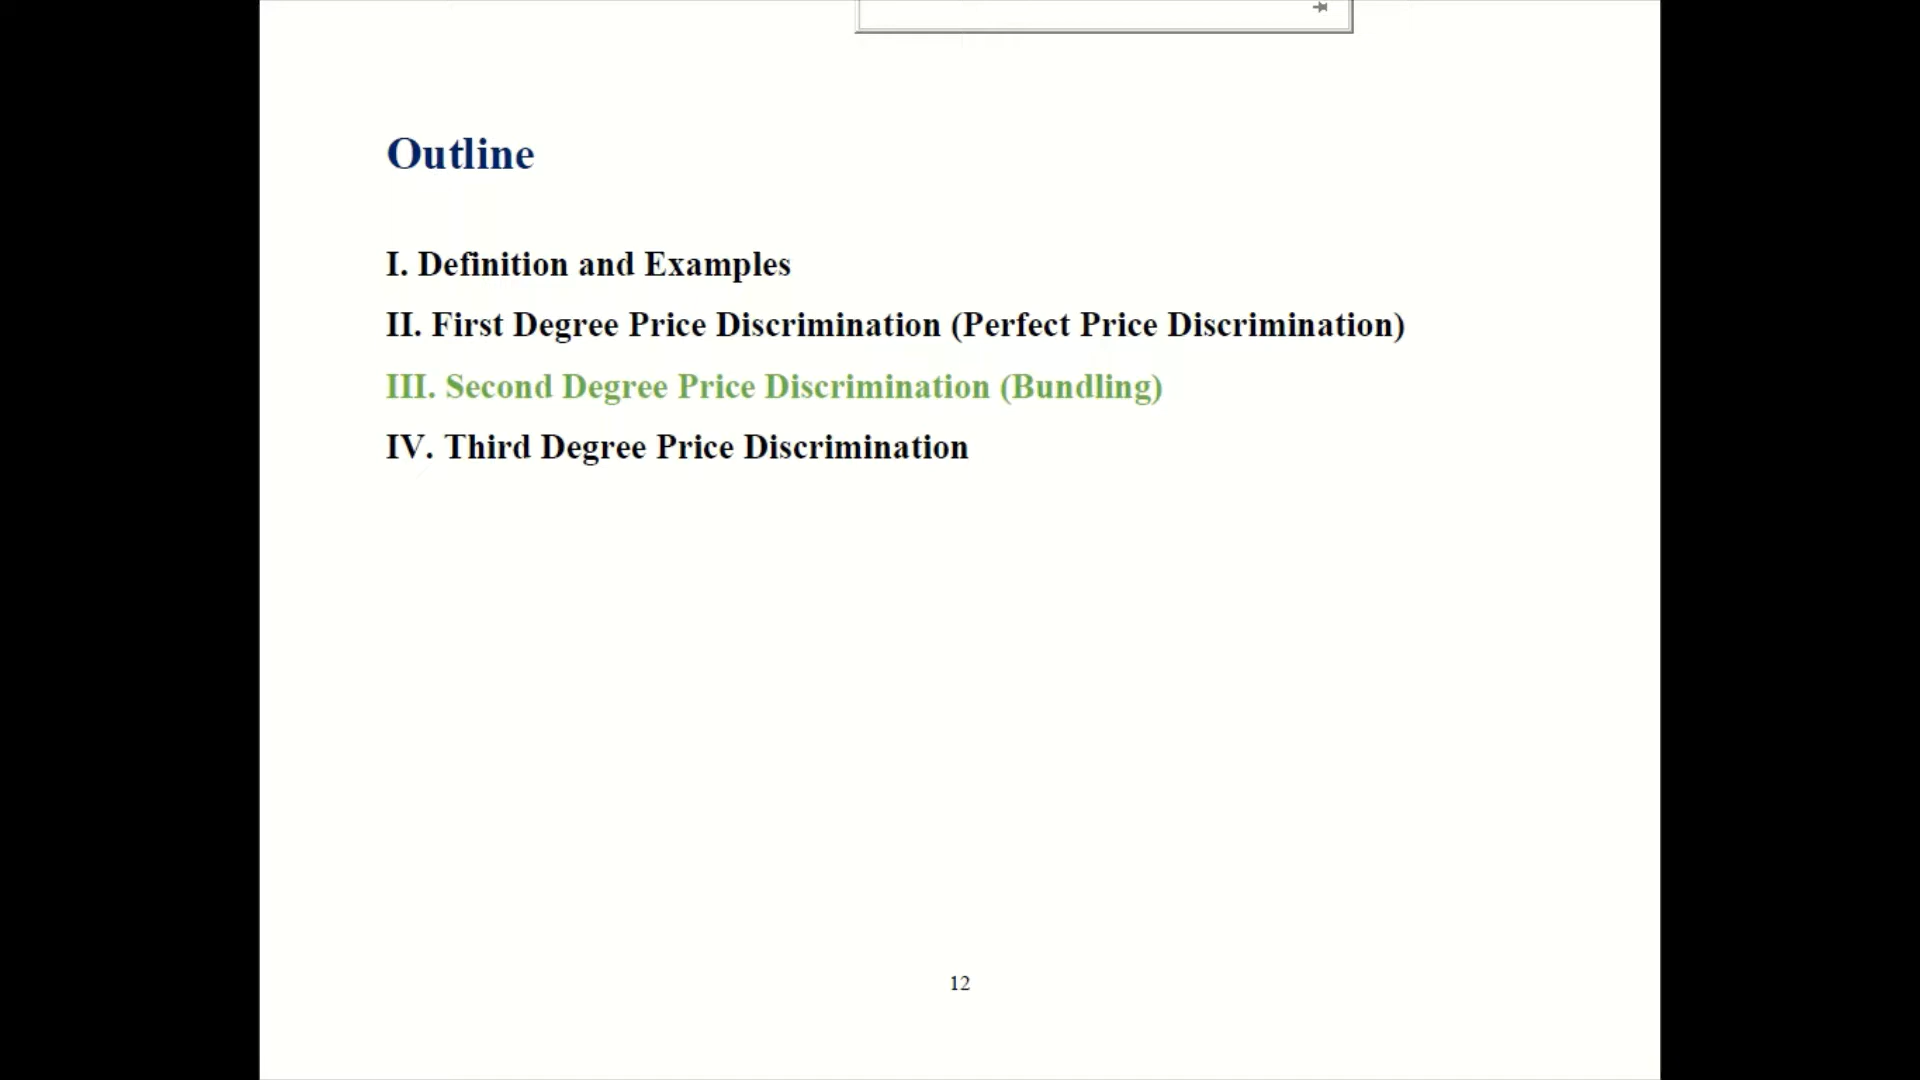 Outline
I. Definition and Examples
II. First Degree Price Discrimination (Perfect Price Discrimination)
III. Second Degree Price Discrimination (Bundling)
IV. Third Degree Price Discrimination
12